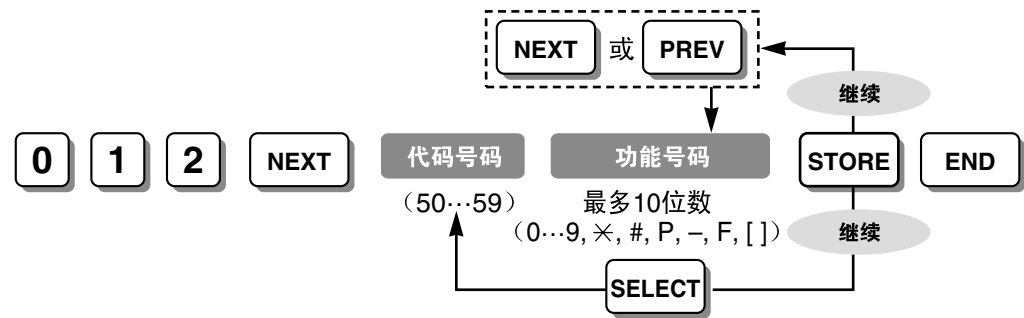 NEXT 或 PREV
继续
0 1 2 NEXT 代码号码 功能号码 STORE END
（50···59） 最多10位数
（0···9, ✳, #, P, –, F, [ ]） 继续
SELECT